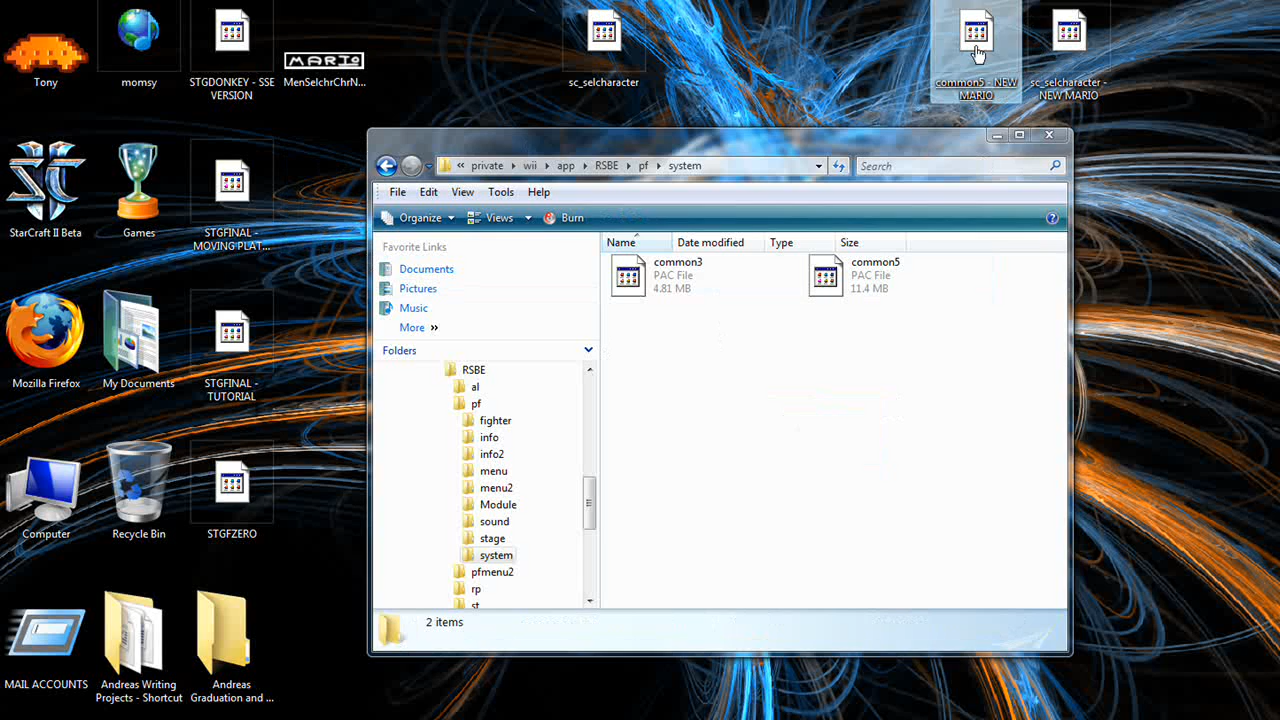 Tony
momsy
STGDONKEY - SSE
VERSION
MARIO
MenSelchrChrN...
sc_selcharacter
common5 - NEW
MARIO
sc_selcharacter -
NEW MARIO
StarCraft II Beta
Games
STGFINAL -
MOVING PLAT...
Mozilla Firefox
My Documents
STGFINAL -
TUTORIAL
Computer
Recycle Bin
STGFZERO
MAIL ACCOUNTS
Andreas Writing
Projects - Shortcut
Andreas
Graduation and ...
« private wii app RSBE pf system
Search
File Edit View Tools Help
Organize Views Burn
Favorite Links
Documents
Pictures
Music
More »
Folders
RSBE
al
pf
fighter
info
info2
menu
menu2
Module
sound
stage
system
pfmenu2
rp
st
Name Date modified Type Size
common3
PAC File
4.81 MB
common5
PAC File
11.4 MB
2 items